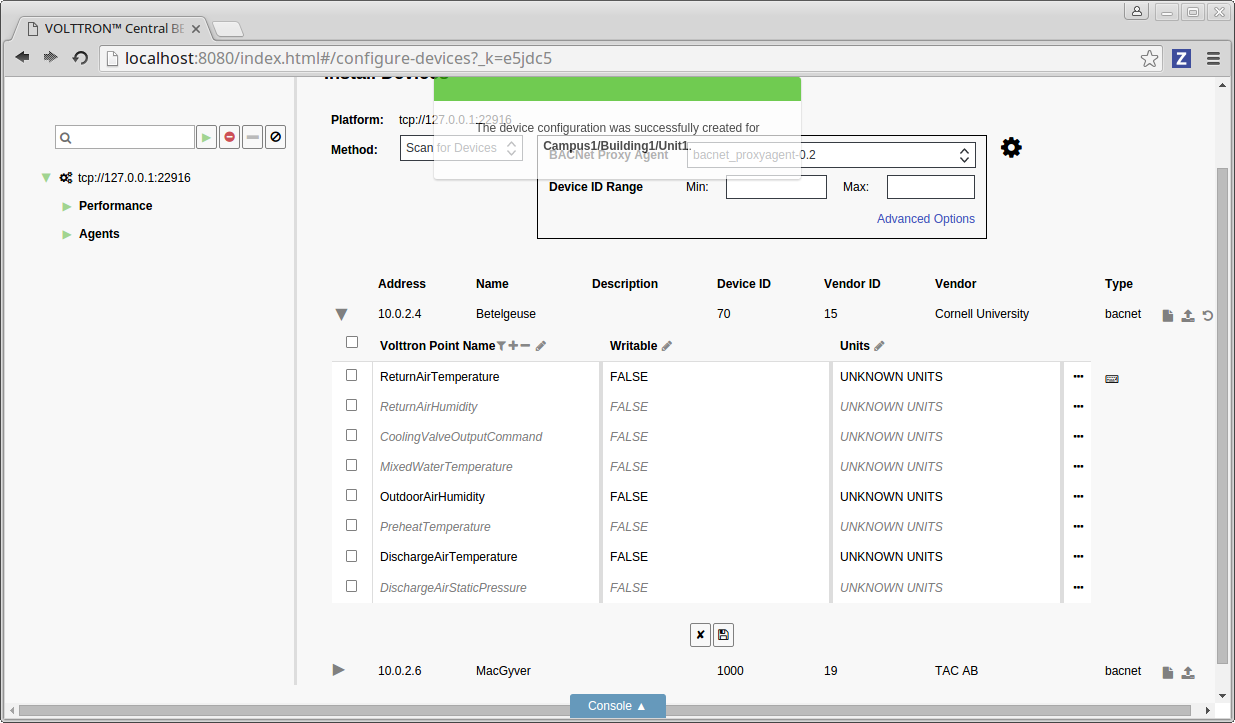 VOLTTRON™ Central BE
localhost:8080/index.html#/configure-devices?_k=e5jdc5
Z
Install Devices
Platform: tcp://127.0.0.1:22916
The device configuration was successfully created for
Campus1/Building1/Unit1.
Method: Scan for Devices
BACNet Proxy Agent bacnet_proxyagent-0.2
Device ID Range Min: Max:
Advanced Options
tcp://127.0.0.1:22916
Performance
Agents
Address Name Description Device ID Vendor ID Vendor Type
10.0.2.4 Betelgeuse 70 15 Cornell University bacnet
Volttron Point Name Writable Units
ReturnAirTemperature FALSE UNKNOWN UNITS
ReturnAirHumidity FALSE UNKNOWN UNITS
CoolingValveOutputCommand FALSE UNKNOWN UNITS
MixedWaterTemperature FALSE UNKNOWN UNITS
OutdoorAirHumidity FALSE UNKNOWN UNITS
PreheatTemperature FALSE UNKNOWN UNITS
DischargeAirTemperature FALSE UNKNOWN UNITS
DischargeAirStaticPressure FALSE UNKNOWN UNITS
10.0.2.6 MacGyver 1000 19 TAC AB bacnet
Console ▲